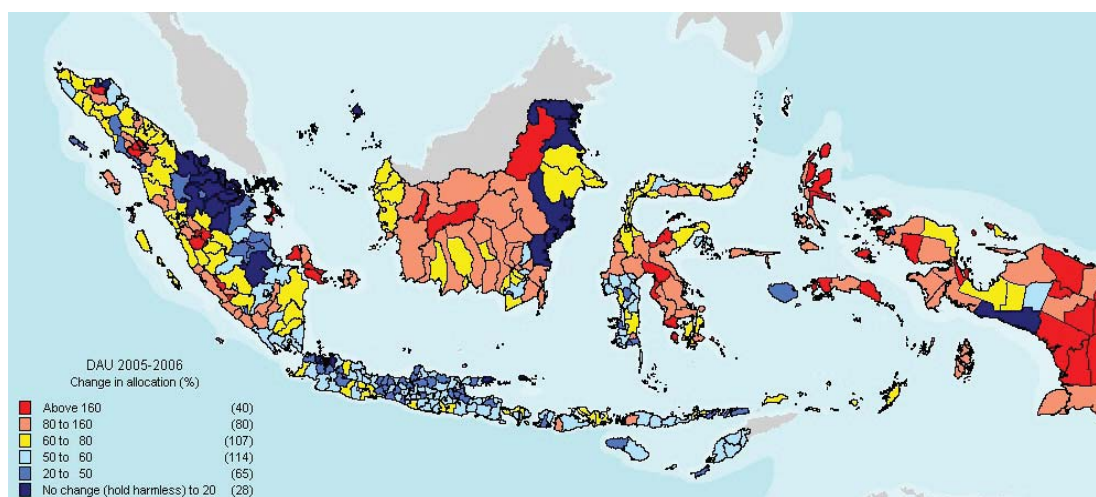 DAU 2005-2006
Change in allocation (%)
Above 160 (40)
80 to 160 (80)
60 to 80 (107)
50 to 60 (114)
20 to 50 (65)
No change (hold harmless) to 20 (28)